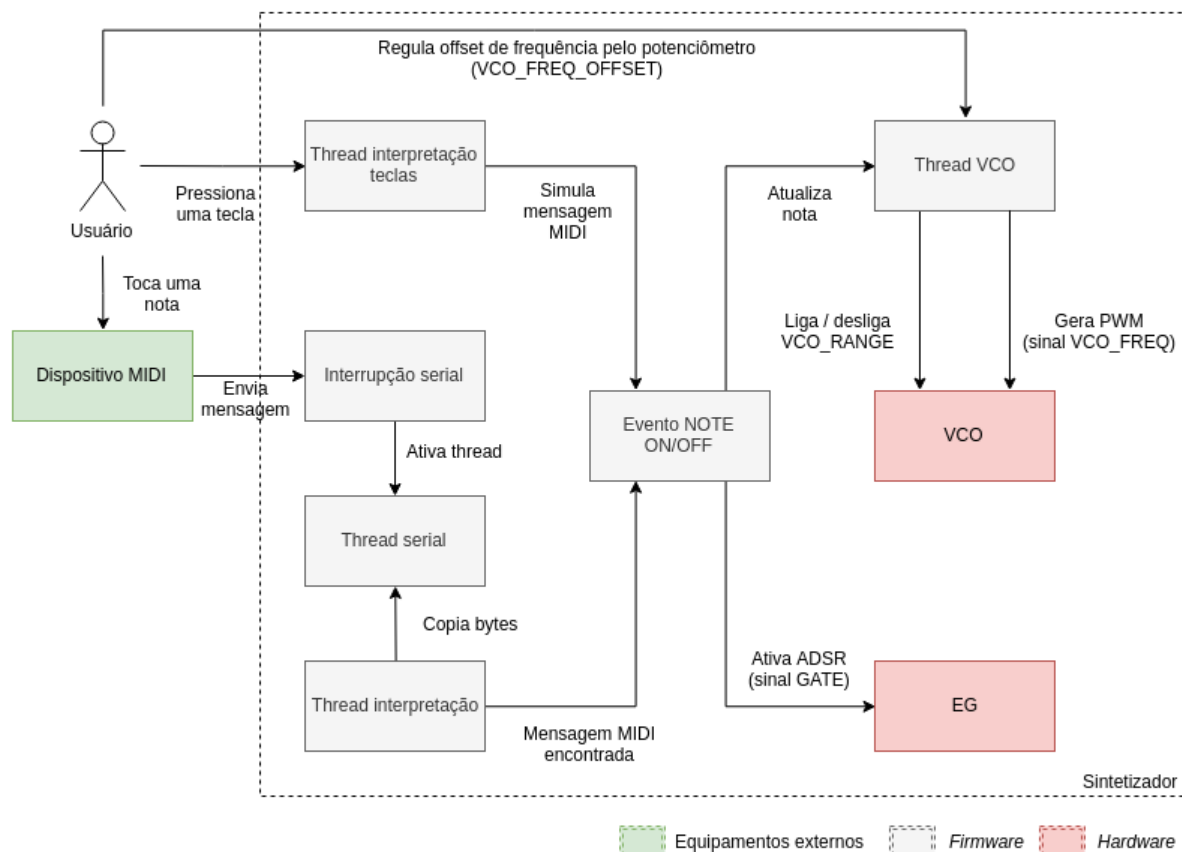 Regula offset de frequência pelo potenciômetro
(VCO_FREQ_OFFSET)
Thread interpretação
teclas
Thread VCO
Pressiona
uma tecla
Simula
mensagem
MIDI
Atualiza
nota
Usuário
Toca uma
nota
Liga / desliga
VCO_RANGE
Gera PWM
(sinal VCO_FREQ)
Dispositivo MIDI
Envia
mensagem
Interrupção serial
Evento NOTE
ON/OFF
VCO
Ativa thread
Thread serial
Copia bytes
Thread interpretação
Mensagem MIDI
encontrada
Ativa ADSR
(sinal GATE)
EG
Sintetizador
Equipamentos externos
Firmware
Hardware